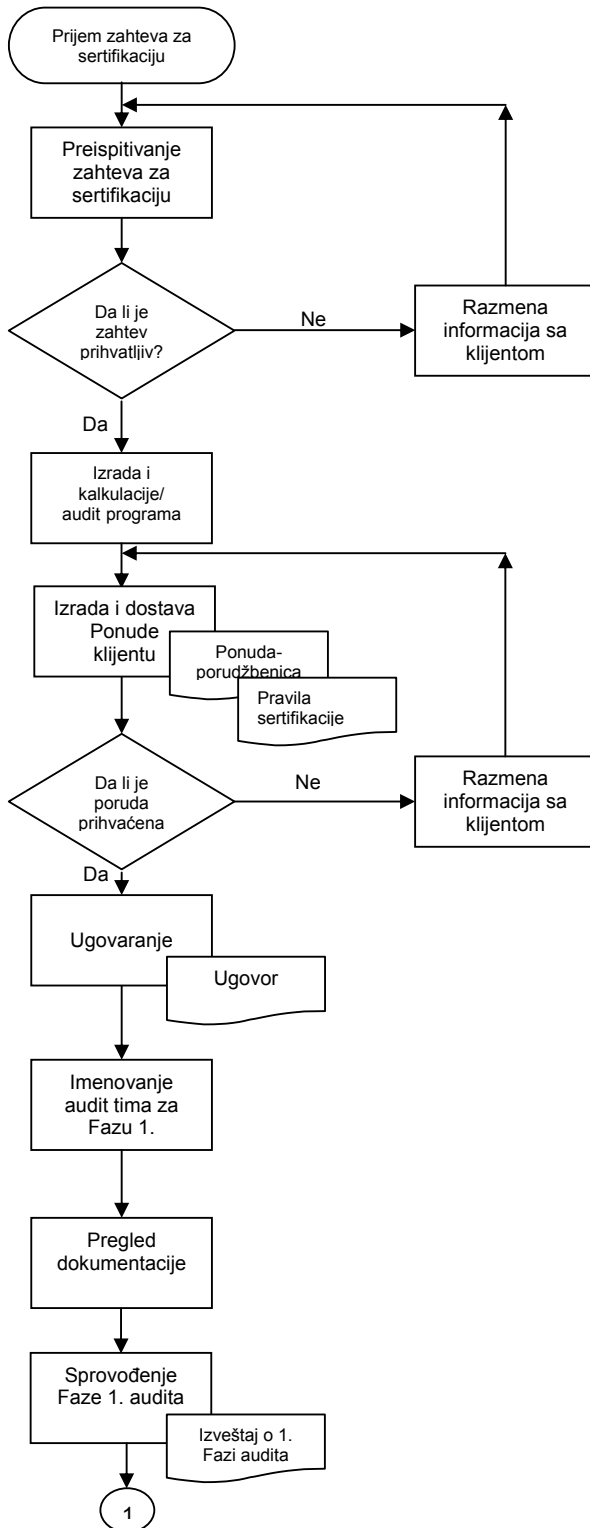 Prijem zahteva za
sertifikaciju
Preispitivanje
zahteva za
sertifikaciju
Da li je
zahtev
prihvatljiv?
Ne
Razmena
informacija sa
klijentom
Da
Izrada i
kalkulacije/
audit programa
Izrada i dostava
Ponude
klijentu
Ponuda-
porudžbenica
Pravila
sertifikacije
Da li je
poruda
prihvaćena
Ne
Razmena
informacija sa
klijentom
Da
Ugovaranje
Ugovor
Imenovanje
audit tima za
Fazu 1.
Pregled
dokumentacije
Sprovođenje
Faze 1. audita
Izveštaj o 1.
Fazi audita
1